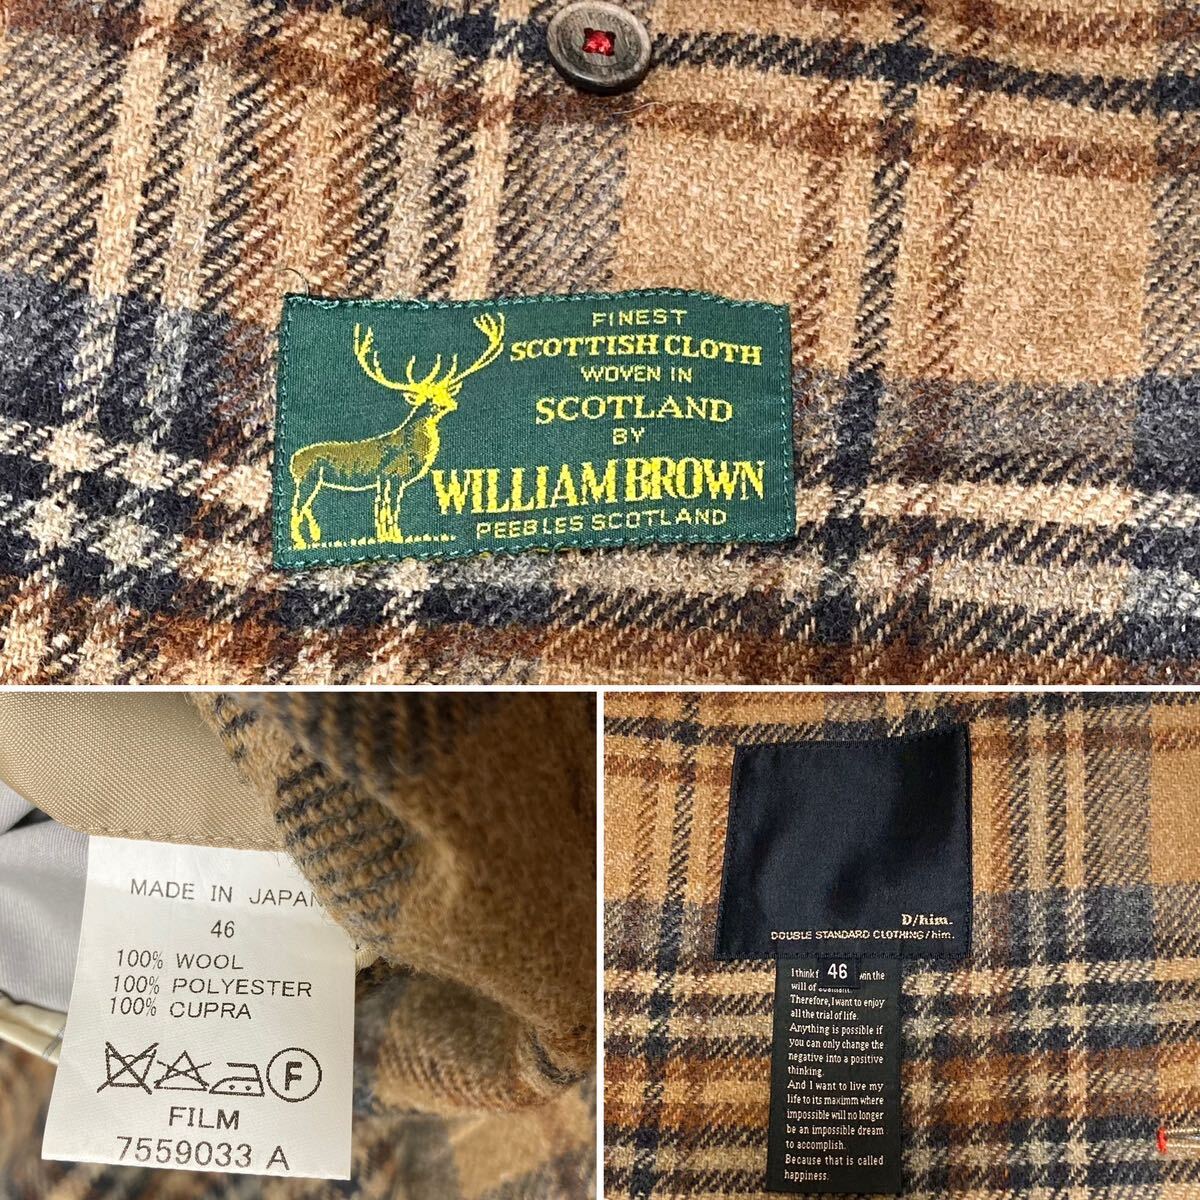 FINEST
SCOTTISH CLOTH
WOVEN IN
SCOTLAND
BY
WILLIAM BROWN
PEEBLES SCOTLAND
MADE IN JAPAN
46
100% WOOL
100% POLYESTER
100% CUPRA
F
FILM
7559033 A
D/him.
DOUBLE STANDARD CLOTHING/him.
46
I think the
will of
Therefore, I want to enjoy
all the trial of life.
Anything is possible if
you can only change the
negative into a positive
thinking.
And I want to live my
life to its maximm where
impossible will no longer
be an impossible dream
to accomplish.
Because that is called
happiness.